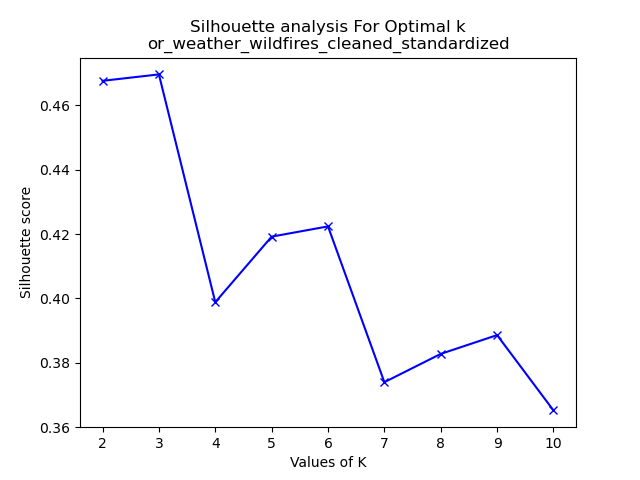 Silhouette analysis For Optimal k
or_weather_wildfires_cleaned_standardized
Silhouette score
0.46
0.44
0.42
0.40
0.38
0.36
2 3 4 5 6 7 8 9 10
Values of K